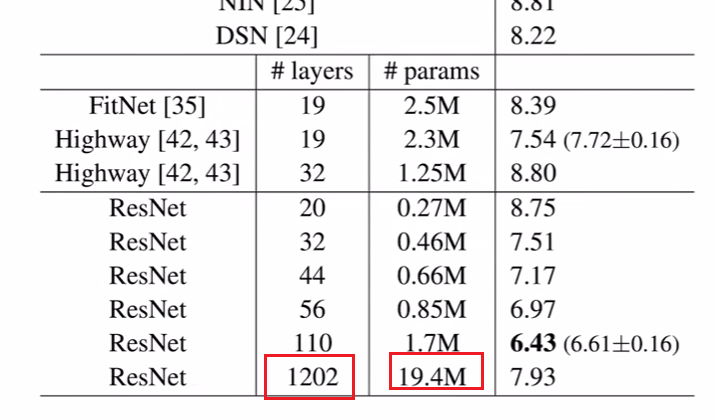 NIN [25] 8.81
DSN [24] 8.22
# layers # params
FitNet [35] 19 2.5M 8.39
Highway [42, 43] 19 2.3M 7.54 (7.72±0.16)
Highway [42, 43] 32 1.25M 8.80
ResNet 20 0.27M 8.75
ResNet 32 0.46M 7.51
ResNet 44 0.66M 7.17
ResNet 56 0.85M 6.97
ResNet 110 1.7M 6.43 (6.61±0.16)
ResNet 1202 19.4M 7.93